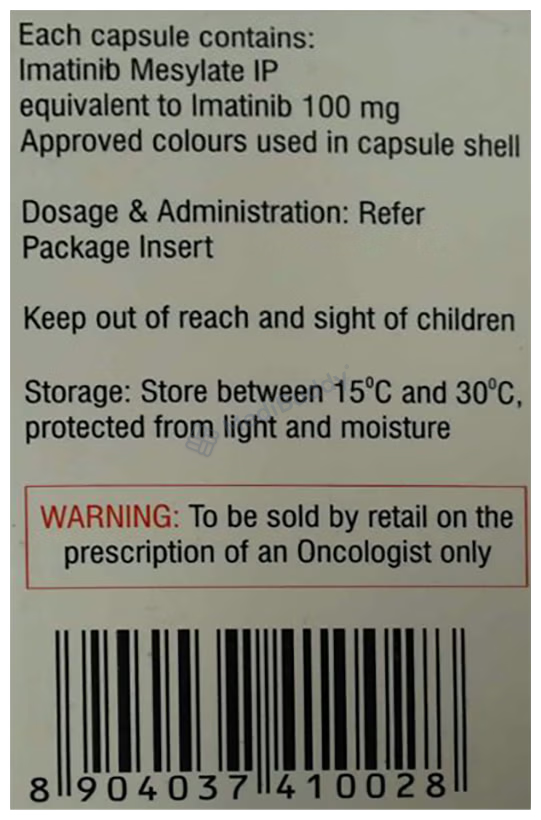 Each capsule contains:
Imatinib Mesylate IP
equivalent to Imatinib 100 mg
Approved colours used in capsule shell
Dosage & Administration: Refer
Package Insert
Keep out of reach and sight of children
Storage: Store between 15⁰C and 30⁰C,
protected from light and moisture
WARNING: To be sold by retail on the
prescription of an Oncologist only
8 904037 410028